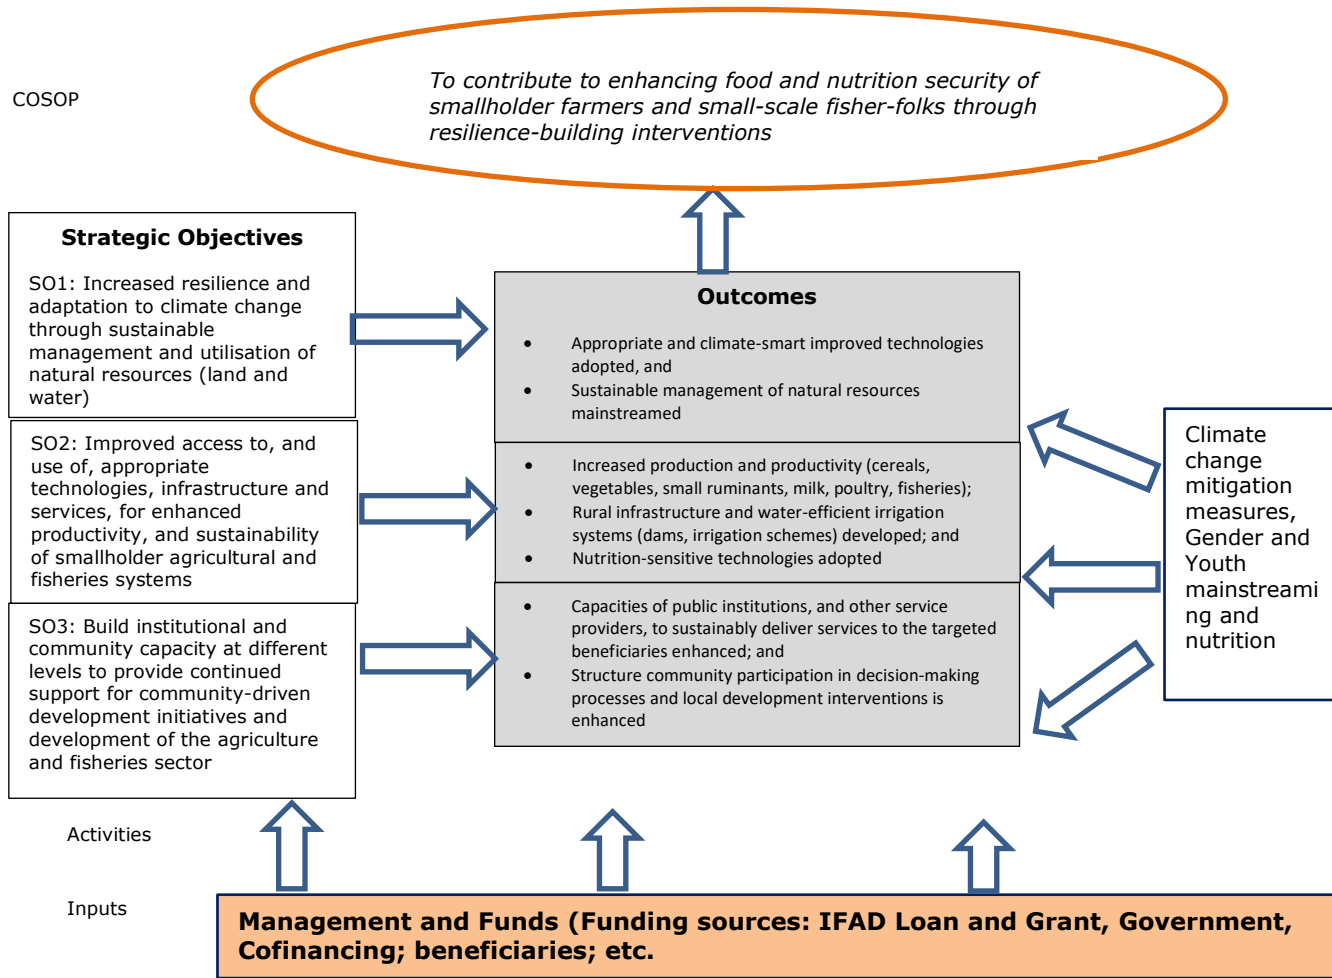 COSOP
To contribute to enhancing food and nutrition security of
smallholder farmers and small-scale fisher-folks through
resilience-building interventions
Strategic Objectives
SO1: Increased resilience and
adaptation to climate change
through sustainable
management and utilisation of
natural resources (land and
water)
SO2: Improved access to, and
use of, appropriate
technologies, infrastructure and
services, for enhanced
productivity, and sustainability
of smallholder agricultural and
fisheries systems
SO3: Build institutional and
community capacity at different
levels to provide continued
support for community-driven
development initiatives and
development of the agriculture
and fisheries sector
Outcomes
• Appropriate and climate-smart improved technologies
adopted, and
• Sustainable management of natural resources
mainstreamed
• Increased production and productivity (cereals,
vegetables, small ruminants, milk, poultry, fisheries);
• Rural infrastructure and water-efficient irrigation
systems (dams, irrigation schemes) developed; and
• Nutrition-sensitive technologies adopted
• Capacities of public institutions, and other service
providers, to sustainably deliver services to the targeted
beneficiaries enhanced; and
• Structure community participation in decision-making
processes and local development interventions is
enhanced
Climate
change
mitigation
measures,
Gender and
Youth
mainstreami
ng and
nutrition
Activities
Inputs
Management and Funds (Funding sources: IFAD Loan and Grant, Government,
Cofinancing; beneficiaries; etc.